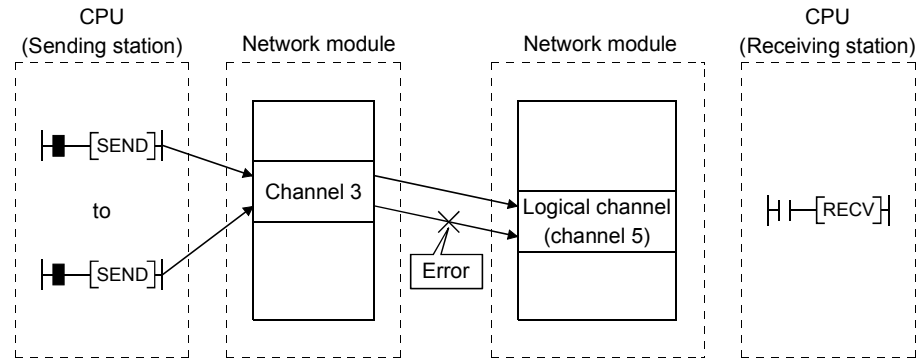 CPU
(Sending station)
Network module
Network module
CPU
(Receiving station)
SEND
to
SEND
Channel 3
Error
Logical channel
(channel 5)
RECV